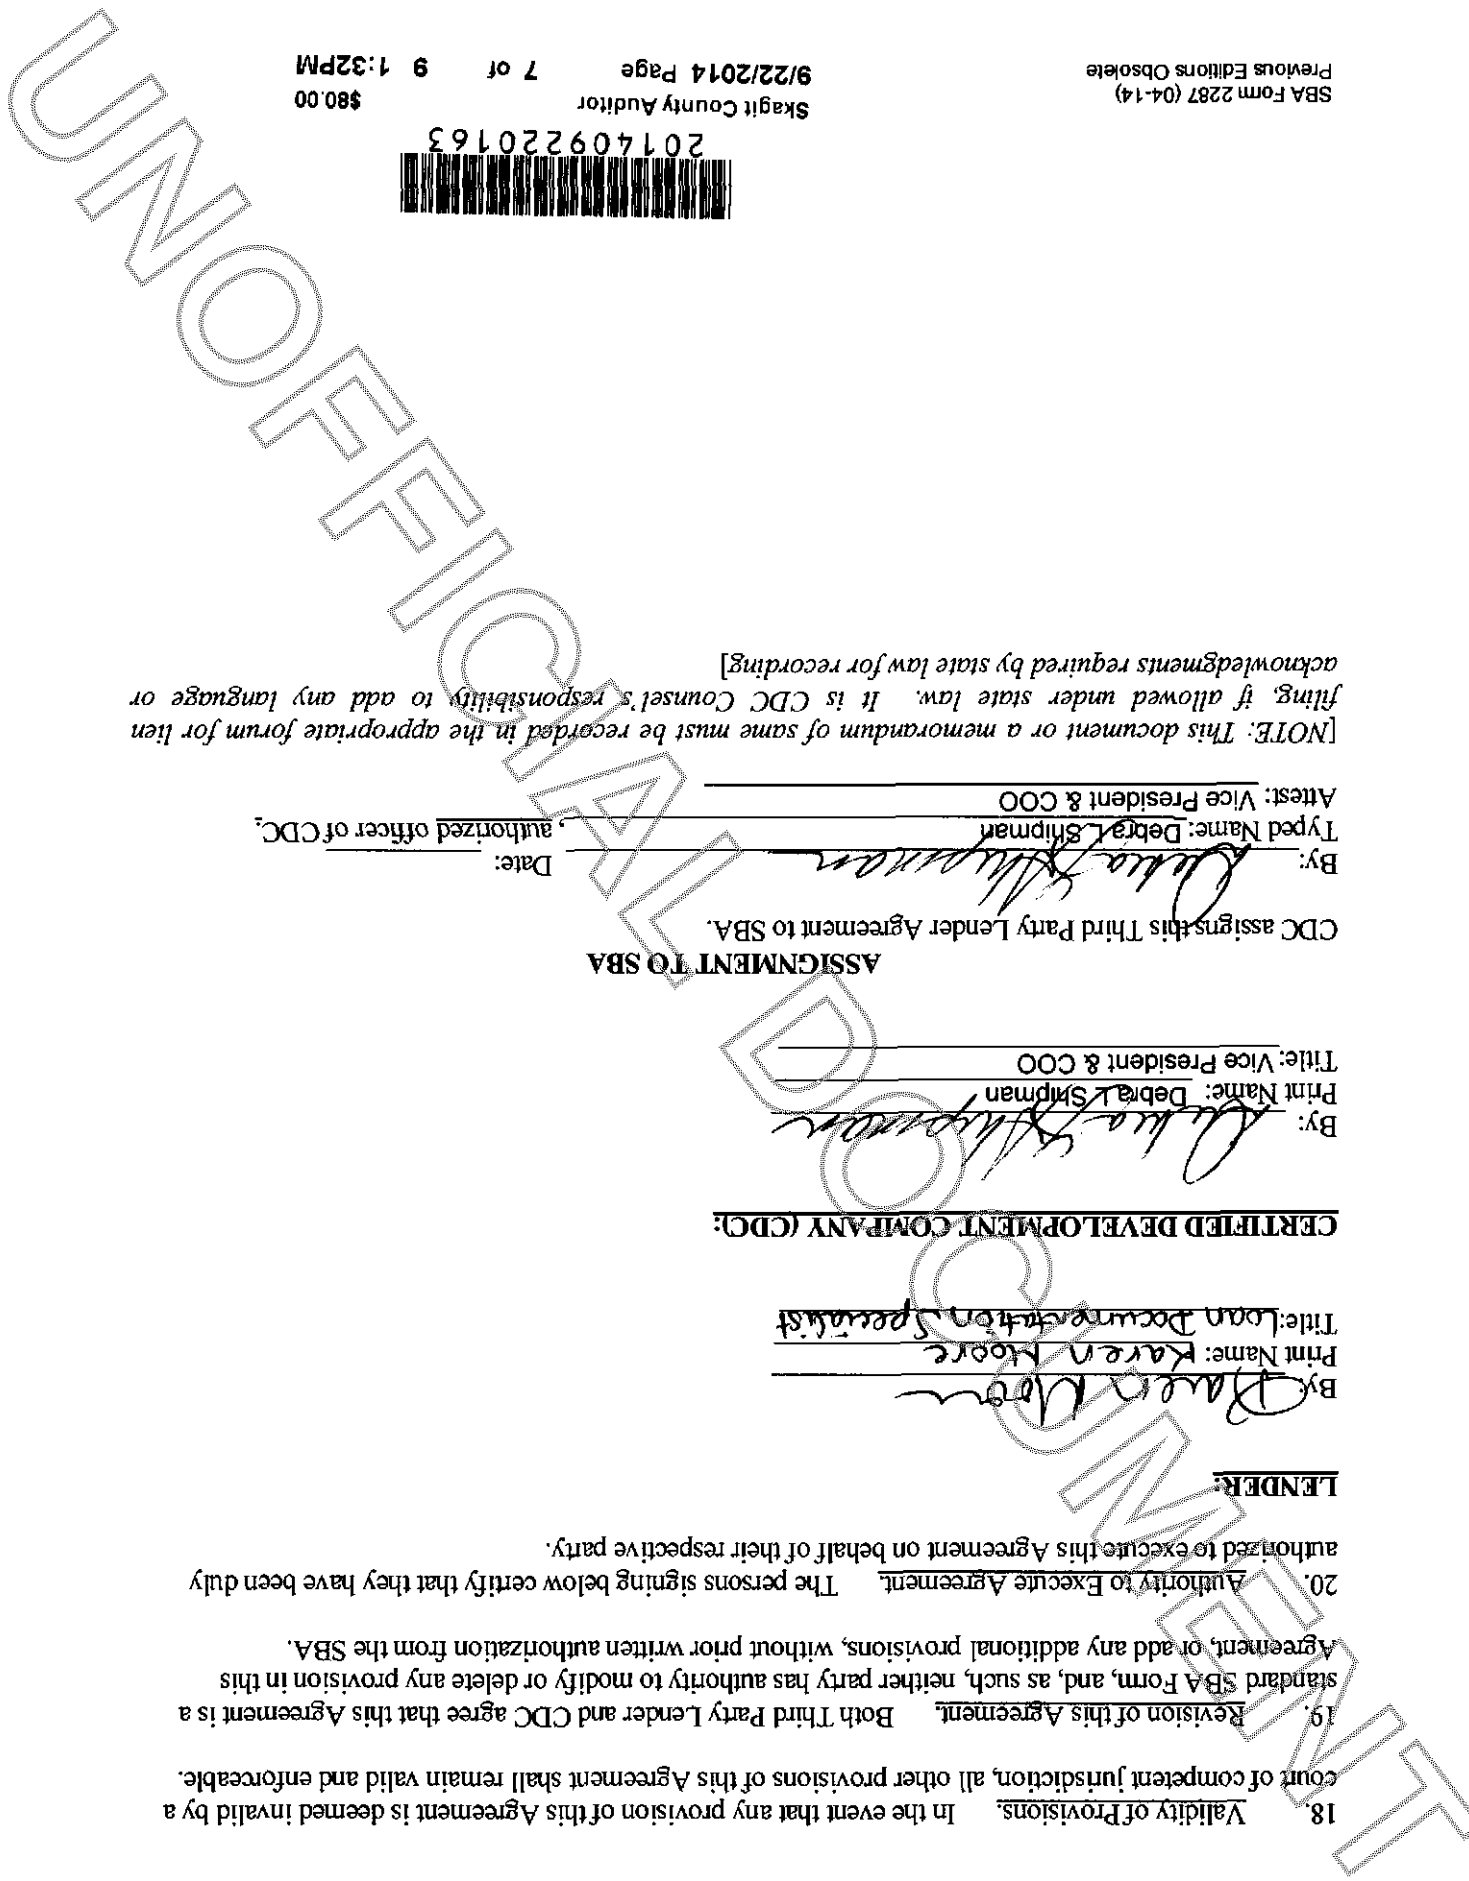 18. Validity of Provisions. In the event that any provision of this Agreement is deemed invalid by a
court of competent jurisdiction, all other provisions of this Agreement shall remain valid and enforceable.
19. Revision of this Agreement. Both Third Party Lender and CDC agree that this Agreement is a
standard SBA Form, and, as such, neither party has authority to modify or delete any provision in this
Agreement, or add any additional provisions, without prior written authorization from the SBA.
20. Authority to Execute Agreement. The persons signing below certify that they have been duly
authorized to execute this Agreement on behalf of their respective party.
LENDER:
By: Karen Moore
Print Name: Karen Moore
Title: Loan Documentation Specialist
CERTIFIED DEVELOPMENT COMPANY (CDC):
By: Debra L Shipman
Print Name: Debra L Shipman
Title: Vice President & COO
ASSIGNMENT TO SBA
CDC assigns this Third Party Lender Agreement to SBA.
By: Debra L Shipman Date:
Typed Name: Debra L Shipman , authorized officer of CDC.
Attest: Vice President & COO
[NOTE: This document or a memorandum of same must be recorded in the appropriate forum for lien
filing, if allowed under state law. It is CDC Counsel's responsibility to add any language or
acknowledgments required by state law for recording]
SBA Form 2287 (04-14)
Previous Editions Obsolete
201409220163
Skagit County Auditor $80.00
9/22/2014 Page 7 of 9 1:32PM
UNOFFICIAL DOCUMENT